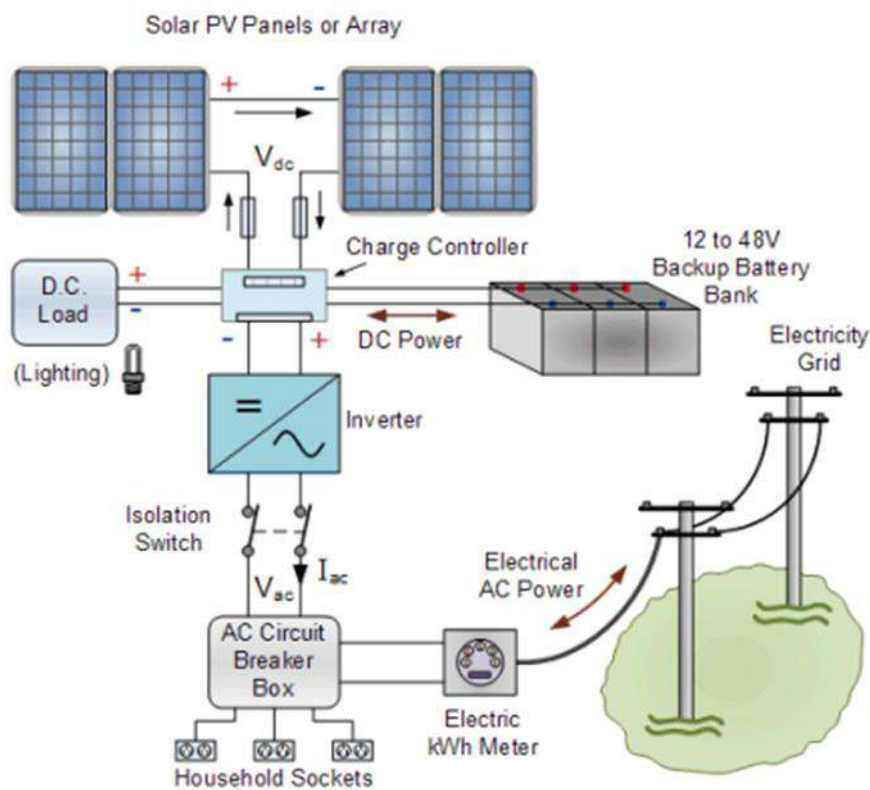 Solar PV Panels or Array
+
-
Vdc
Charge Controller
12 to 48V
Backup Battery
Bank
D.C.
Load
+
-
DC Power
(Lighting)
-
+
Electricity
Grid
Inverter
Isolation
Switch
Iac
Vac
Electrical
AC Power
AC Circuit
Breaker
Box
Electric
kWh Meter
Household Sockets